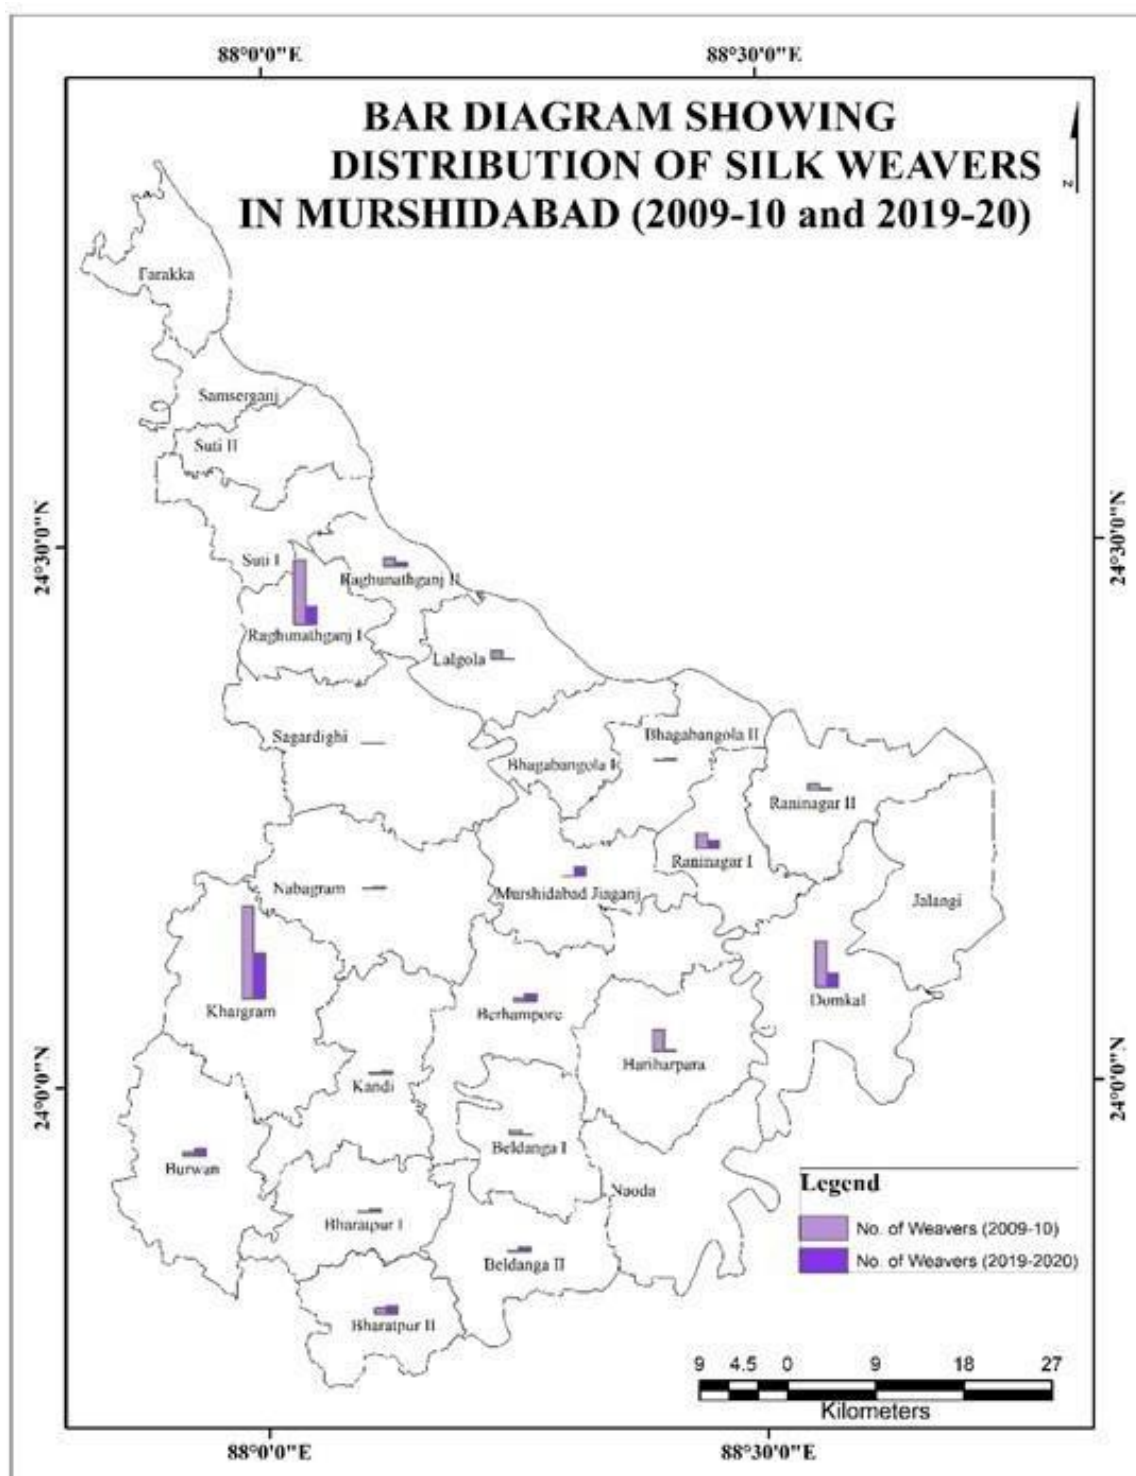 88°0'0"E 88°30'0"E
BAR DIAGRAM SHOWING
DISTRIBUTION OF SILK WEAVERS
IN MURSHIDABAD (2009-10 and 2019-20)
N
Farakka
Samserganj
Suti II
24°30'0"N 24°30'0"N
Suti I
Raghunathganj II
Raghunathganj I
Lalgola
Sagardighi
Bhagabangola II
Bhagabangola I
Raninagar II
Raninagar I
Nabagram
Murshidabad Jiaganj
Jalangi
Khargram
Domkal
Berhampore
Hariharpara
24°0'0"N 24°0'0"N
Kandi
Beldanga I
Burwan
Naoda
Bharatpur I
Beldanga II
Bharatpur II
Legend
No. of Weavers (2009-10)
No. of Weavers (2019-2020)
9 4.5 0 9 18 27
Kilometers
88°0'0"E 88°30'0"E